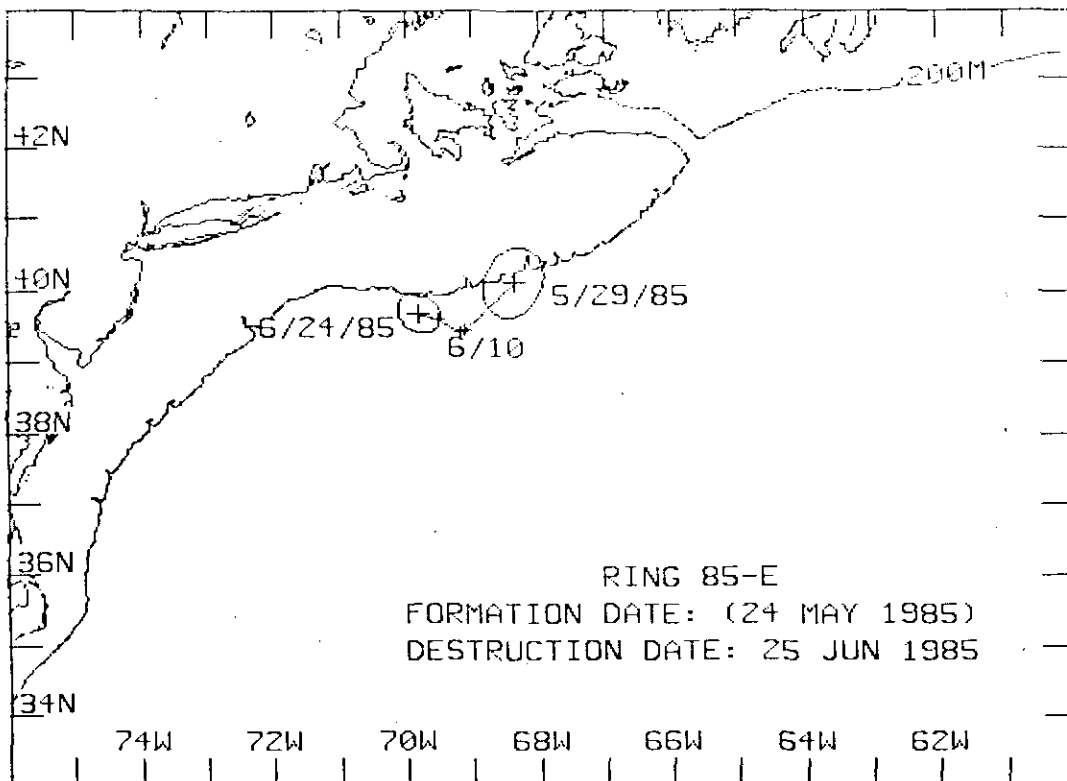 200M
42N
40N
5/29/85
6/24/85
6/10
38N
36N
RING 85-E
FORMATION DATE: (24 MAY 1985)
DESTRUCTION DATE: 25 JUN 1985
34N
74W 72W 70W 68W 66W 64W 62W